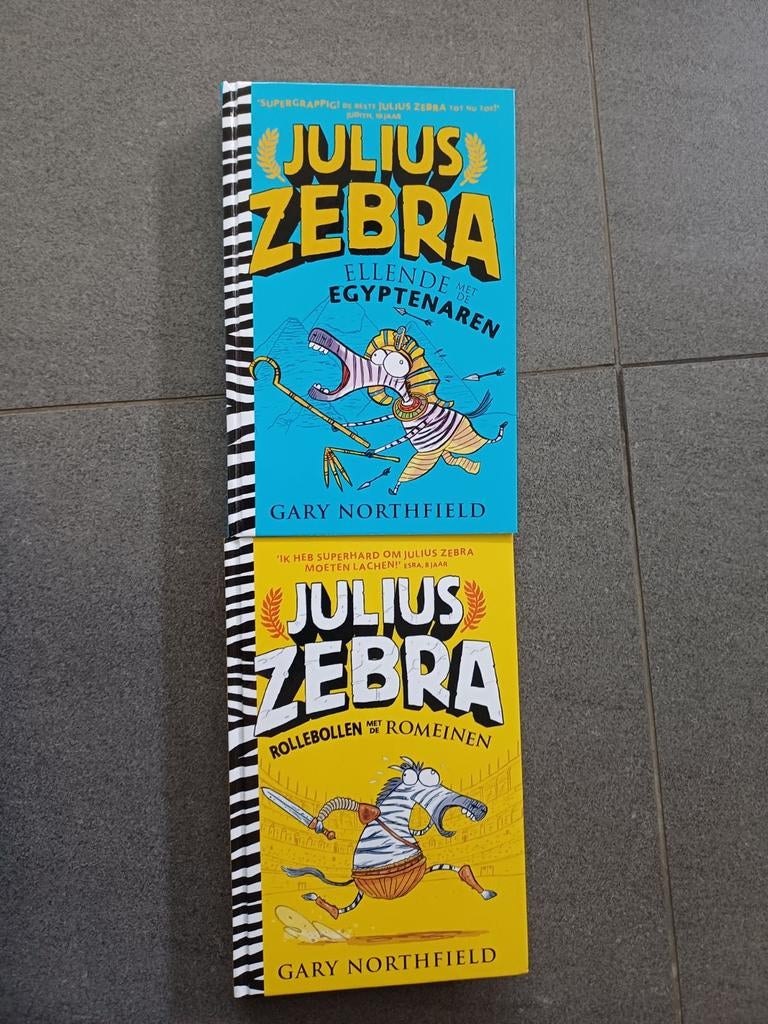 'SUPERGRAPPIG! DE BESTE JULIUS ZEBRA TOT NU TOE!'
JUDITH, 10 JAAR
JULIUS
ZEBRA
ELLENDE MET DE
EGYPTENAREN
GARY NORTHFIELD
'IK HEB SUPERHARD OM JULIUS ZEBRA
MOETEN LACHEN!' ESRA, 8 JAAR
JULIUS
ZEBRA
ROLLEBOLLEN MET DE ROMEINEN
GARY NORTHFIELD